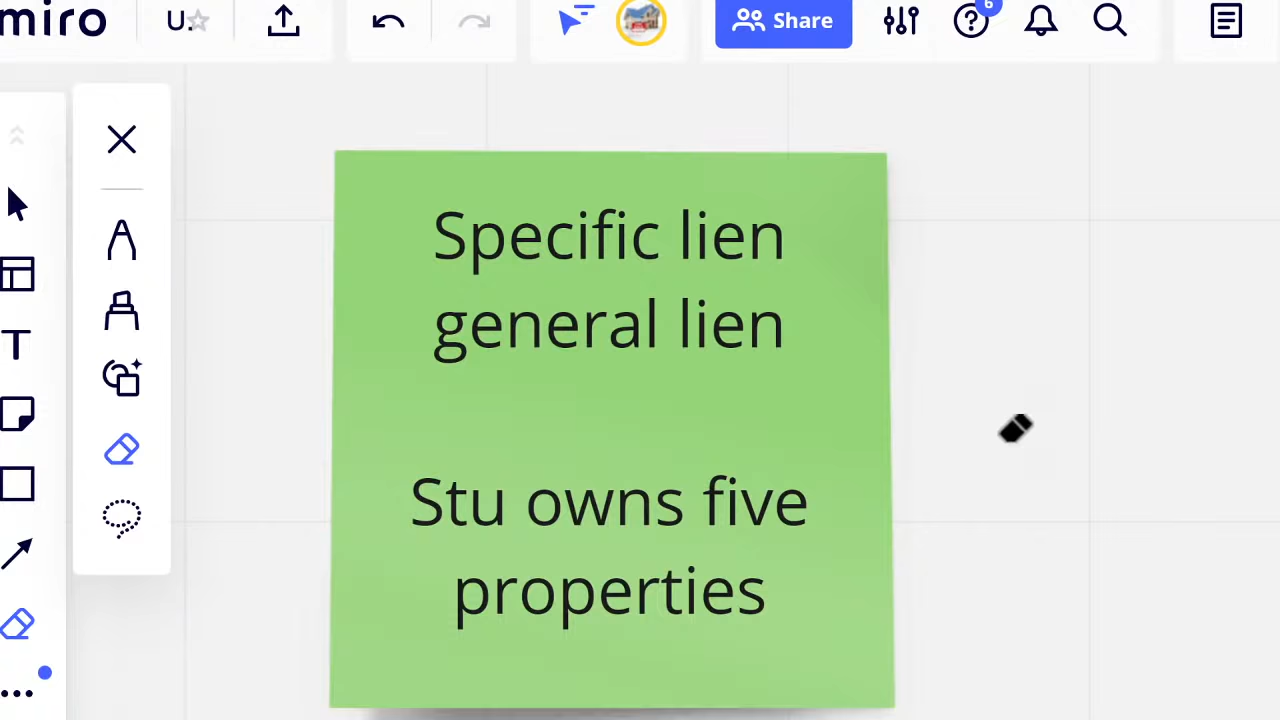 miro
U.
Share
6
Specific lien
general lien
Stu owns five
properties